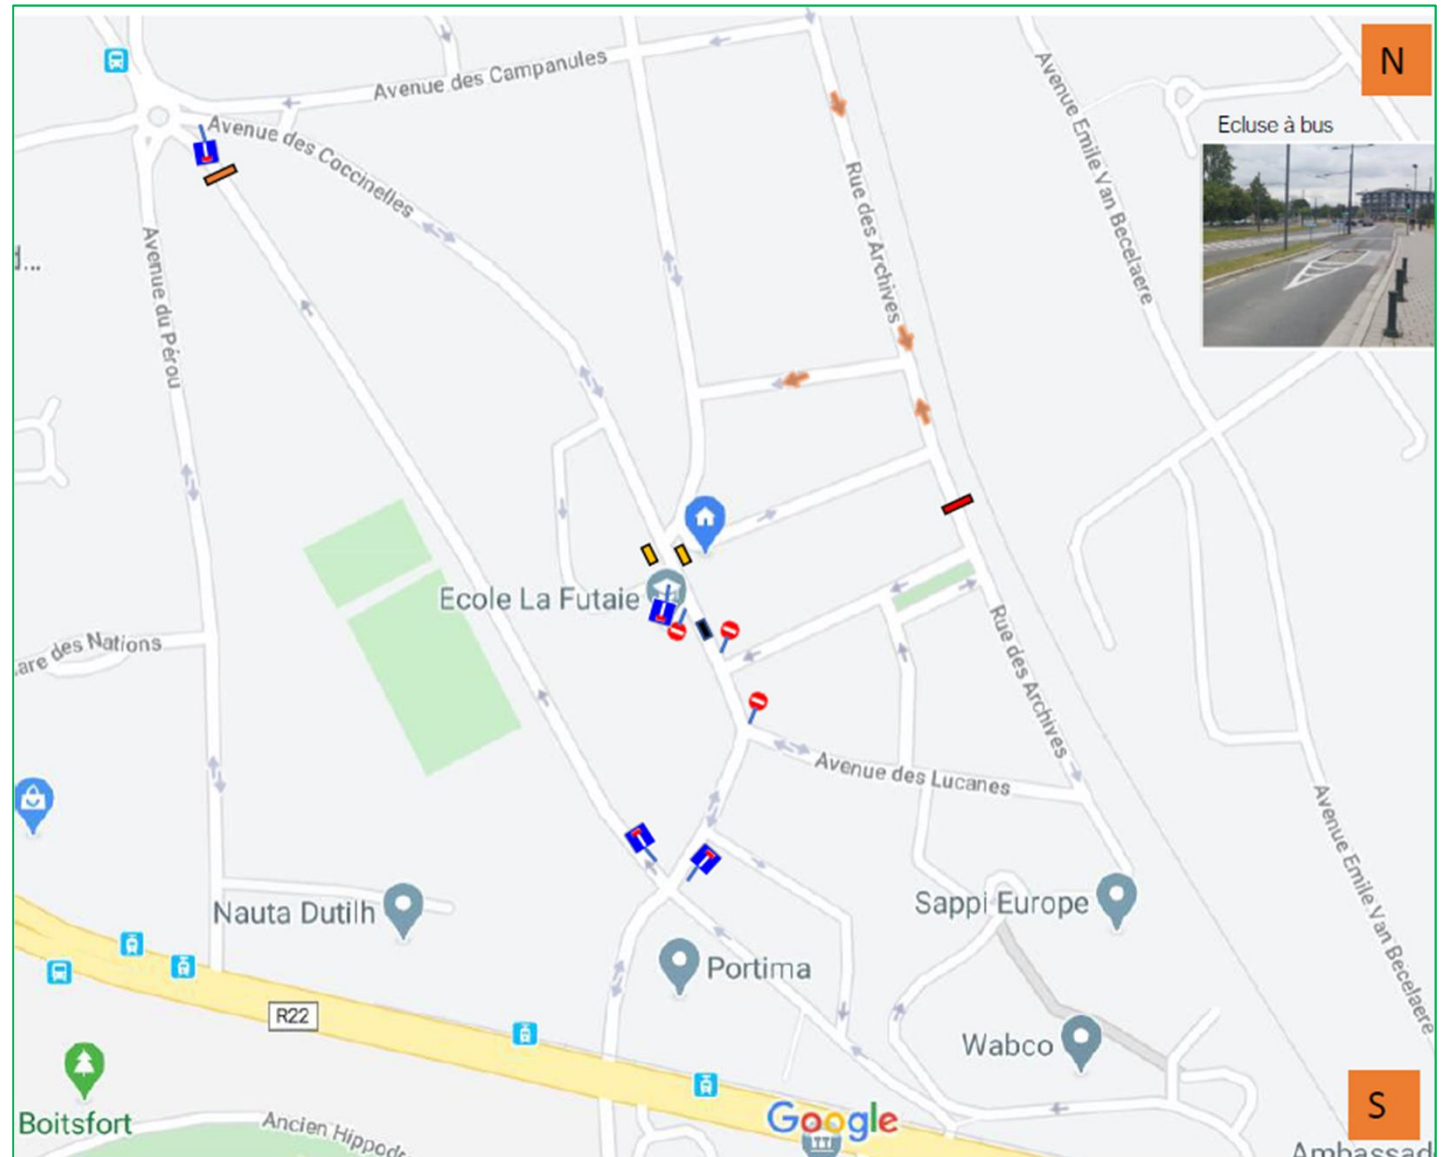 N
Avenue des Campanules
Avenue Emile Van Becelaere
Ecluse à bus
Avenue des Coccinelles
Rue des Archives
d...
Avenue du Pérou
Ecole La Futaie
are des Nations
Rue des Archives
Avenue des Lucanes
Avenue Emile Van Becelaere
Nauta Dutilh
Sappi Europe
Portima
R22
Wabco
Boitsfort
Google
S
Ancien Hippodr
Ambassad